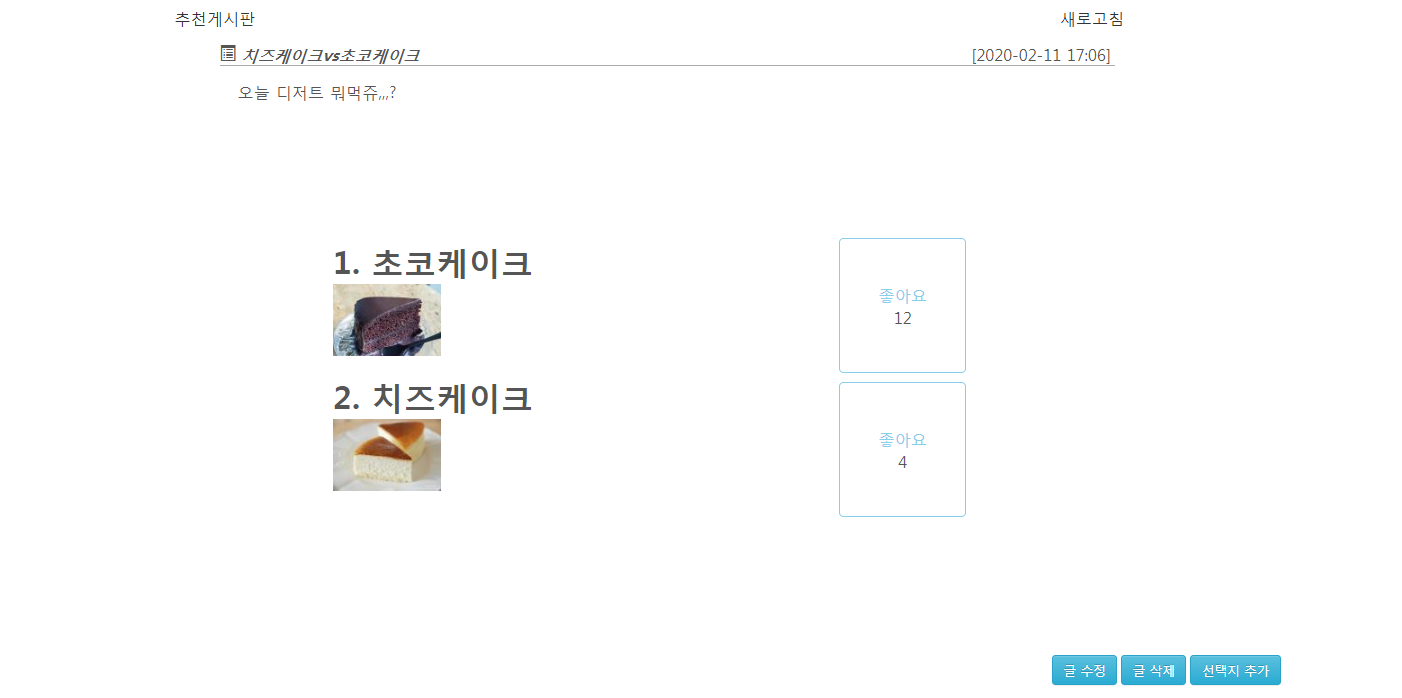 추천게시판 새로고침
치즈케이크vs초코케이크 [2020-02-11 17:06]
오늘 디저트 뭐먹쥬,,,?
1. 초코케이크
좋아요
12
2. 치즈케이크
좋아요
4
글 수정 글 삭제 선택지 추가